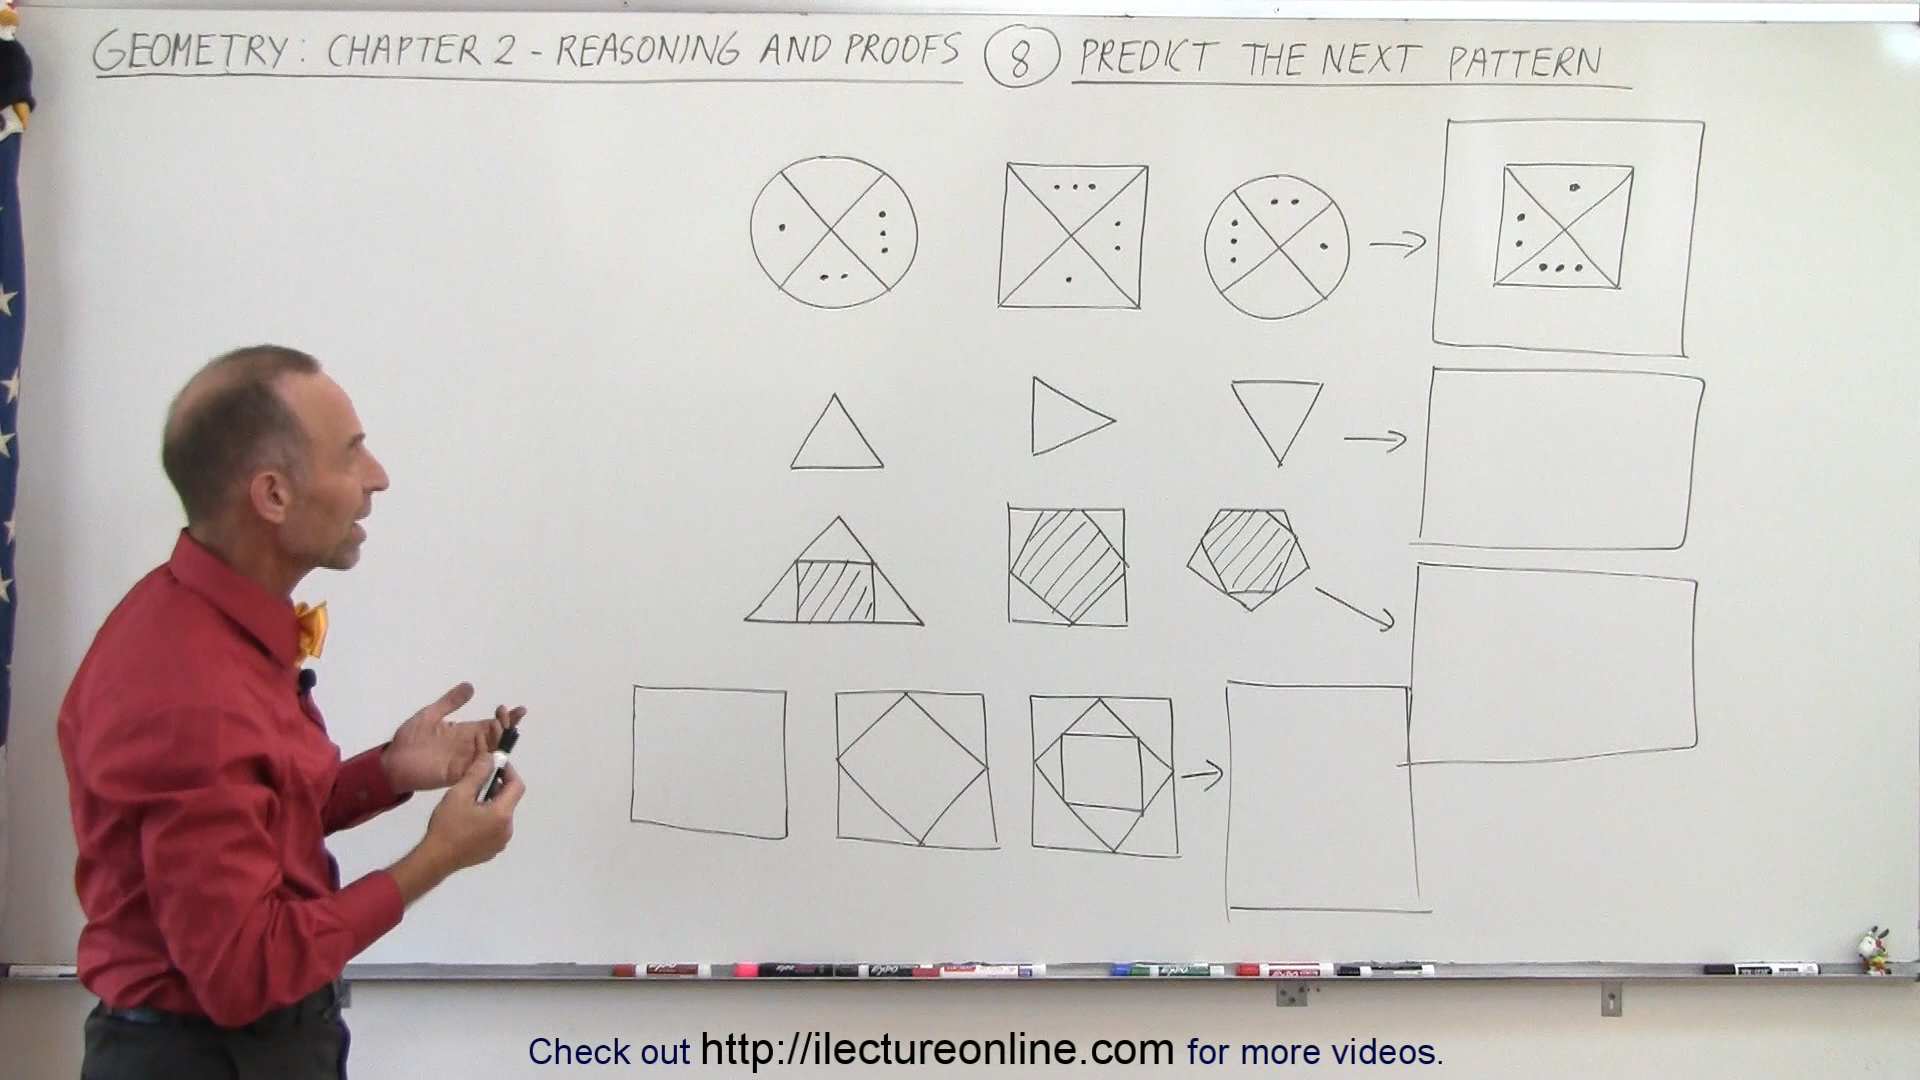 GEOMETRY: CHAPTER 2 - REASONING AND PROOFS 8 PREDICT THE NEXT PATTERN
Check out http://ilectureonline.com for more videos.